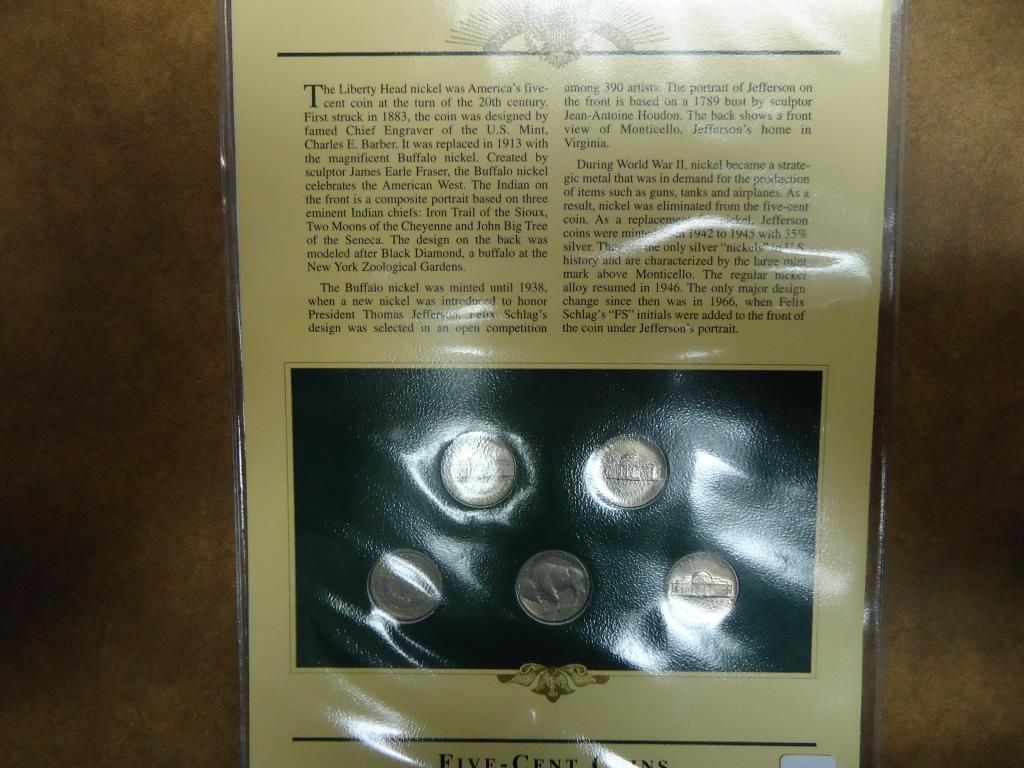 The Liberty Head nickel was America's five-
cent coin at the turn of the 20th century.
First struck in 1883, the coin was designed by
famed Chief Engraver of the U.S. Mint,
Charles E. Barber. It was replaced in 1913 with
the magnificent Buffalo nickel. Created by
sculptor James Earle Fraser, the Buffalo nickel
celebrates the American West. The Indian on
the front is a composite portrait based on three
eminent Indian chiefs: Iron Trail of the Sioux,
Two Moons of the Cheyenne and John Big Tree
of the Seneca. The design on the back was
modeled after Black Diamond, a buffalo at the
New York Zoological Gardens.
The Buffalo nickel was minted until 1938,
when a new nickel was introduced to honor
President Thomas Jefferson. Felix Schlag's
design was selected in an open competition
among 390 artists. The portrait of Jefferson on
the front is based on a 1789 bust by sculptor
Jean-Antoine Houdon. The back shows a front
view of Monticello, Jefferson's home in
Virginia.
During World War II, nickel became a strate-
gic metal that was in demand for the production
of items such as guns, tanks and airplanes. As a
result, nickel was eliminated from the five-cent
coin. As a replacement for nickel, Jefferson
coins were minted from 1942 to 1945 with 35%
silver. They are the only silver "nickels" in U.S.
history and are characterized by the large mint
mark above Monticello. The regular nickel
alloy resumed in 1946. The only major design
change since then was in 1966, when Felix
Schlag's "FS" initials were added to the front of
the coin under Jefferson's portrait.
FIVE-CENT COINS